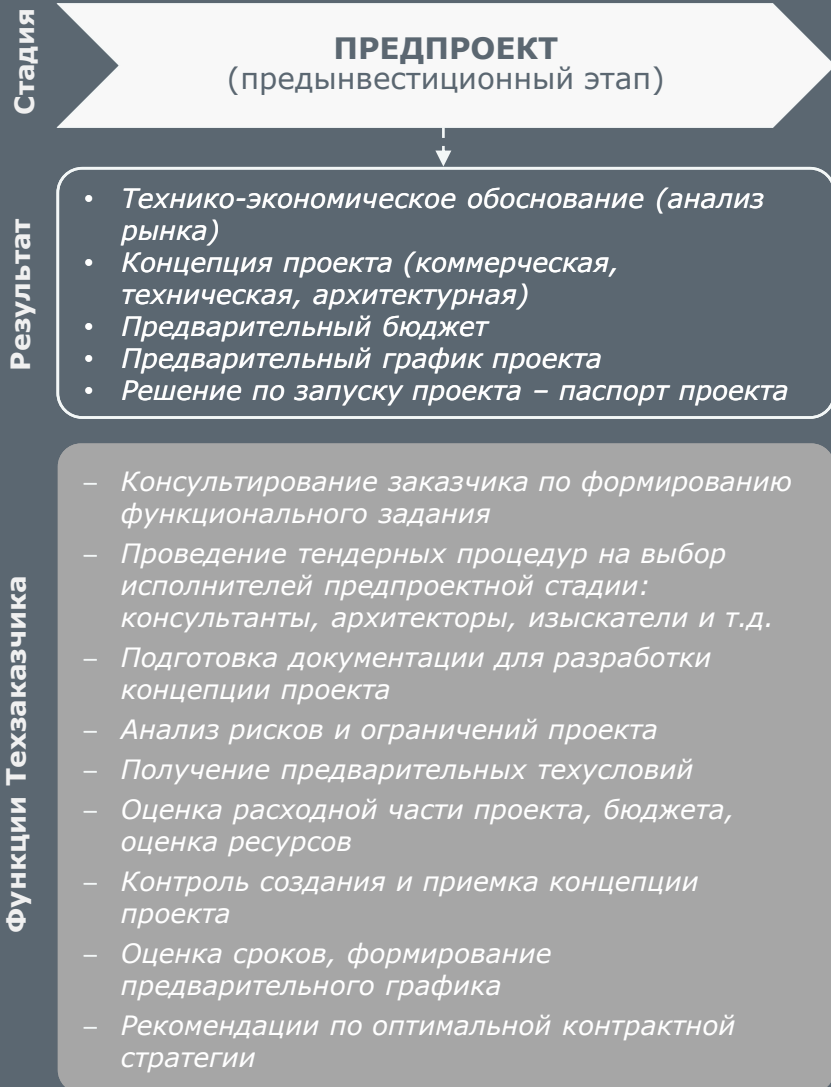 Стадия
ПРЕДПРОЕКТ
(предынвестиционный этап)
Результат
• Технико-экономическое обоснование (анализ
рынка)
• Концепция проекта (коммерческая,
техническая, архитектурная)
• Предварительный бюджет
• Предварительный график проекта
• Решение по запуску проекта – паспорт проекта
Функции Техзаказчика
– Консультирование заказчика по формированию
функционального задания
– Проведение тендерных процедур на выбор
исполнителей предпроектной стадии:
консультанты, архитекторы, изыскатели и т.д.
– Подготовка документации для разработки
концепции проекта
– Анализ рисков и ограничений проекта
– Получение предварительных техусловий
– Оценка расходной части проекта, бюджета,
оценка ресурсов
– Контроль создания и приемка концепции
проекта
– Оценка сроков, формирование
предварительного графика
– Рекомендации по оптимальной контрактной
стратегии